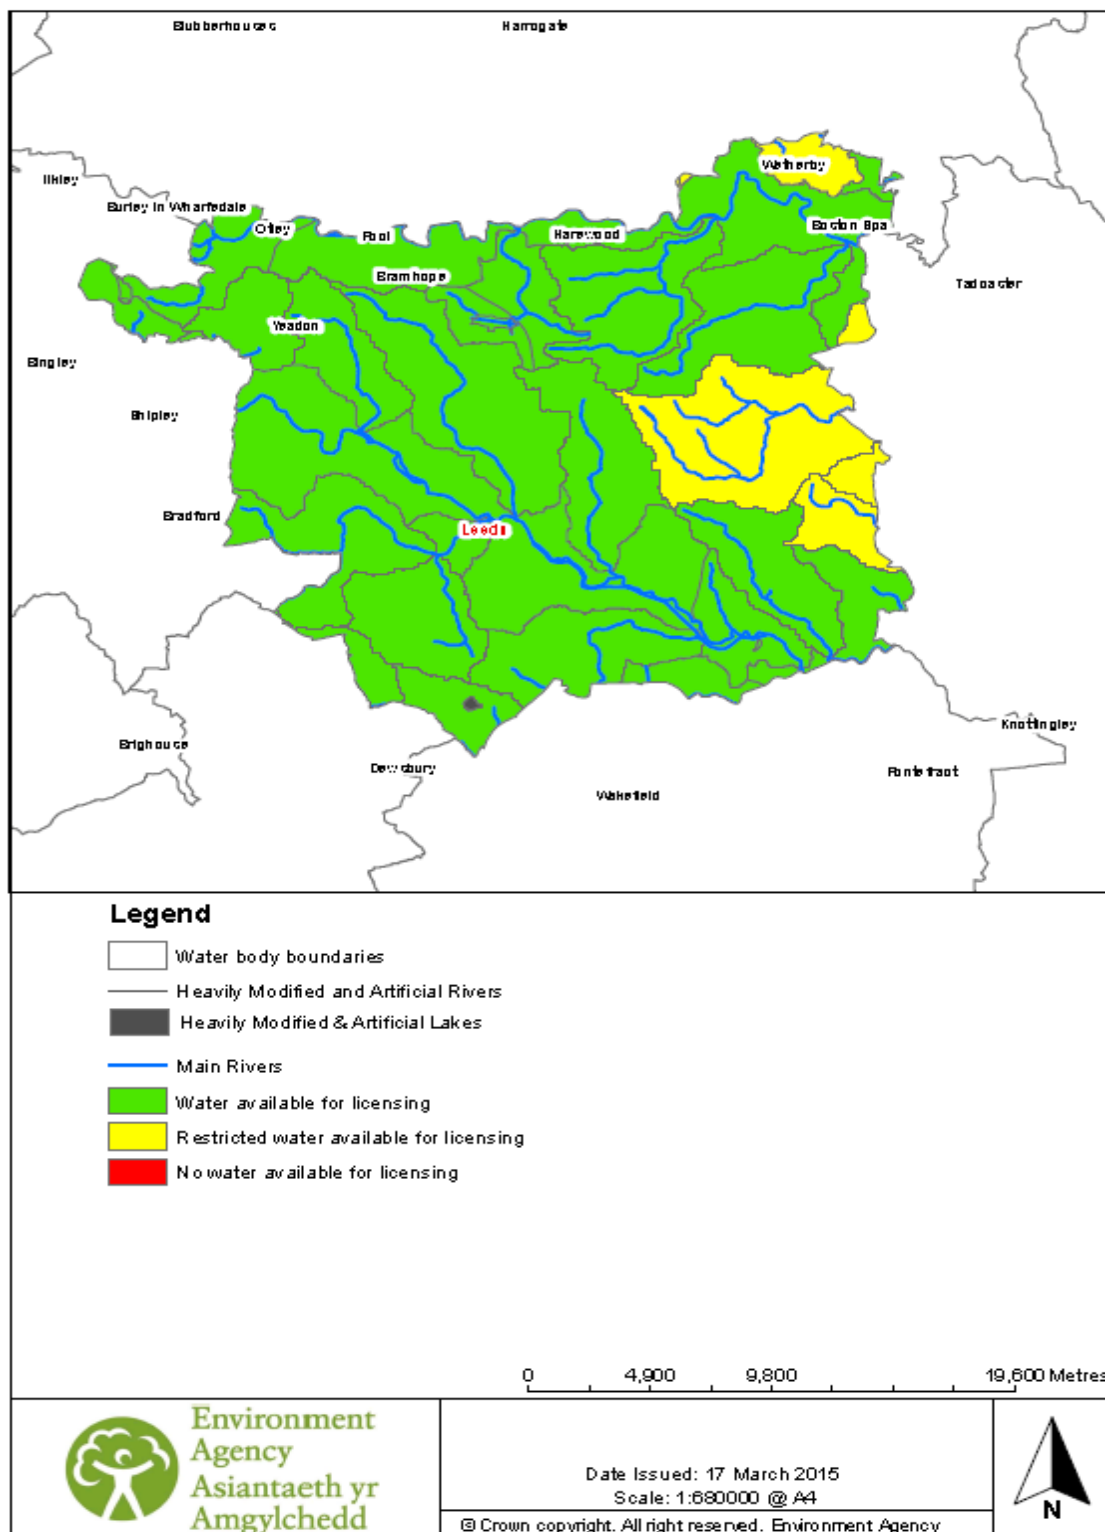 Blubberhouses
Harrogate
Wetherby
Ilkley
Burley in Wharfedale
Otley
Pool
Harewood
Boston Spa
Bramhope
Tadcaster
Yeadon
Bingley
Shipley
Bradford
Leeds
Knottingley
Brighouse
Dewsbury
Pontefract
Wakefield
Legend
Water body boundaries
Heavily Modified and Artificial Rivers
Heavily Modified & Artificial Lakes
Main Rivers
Water available for licensing
Restricted water available for licensing
No water available for licensing
0 4,900 9,800 19,600 Metres
Environment
Agency
Asiantaeth yr
Amgylchedd
Date Issued: 17 March 2015
Scale: 1:680000 @ A4
© Crown copyright. All right reserved. Environment Agency
N